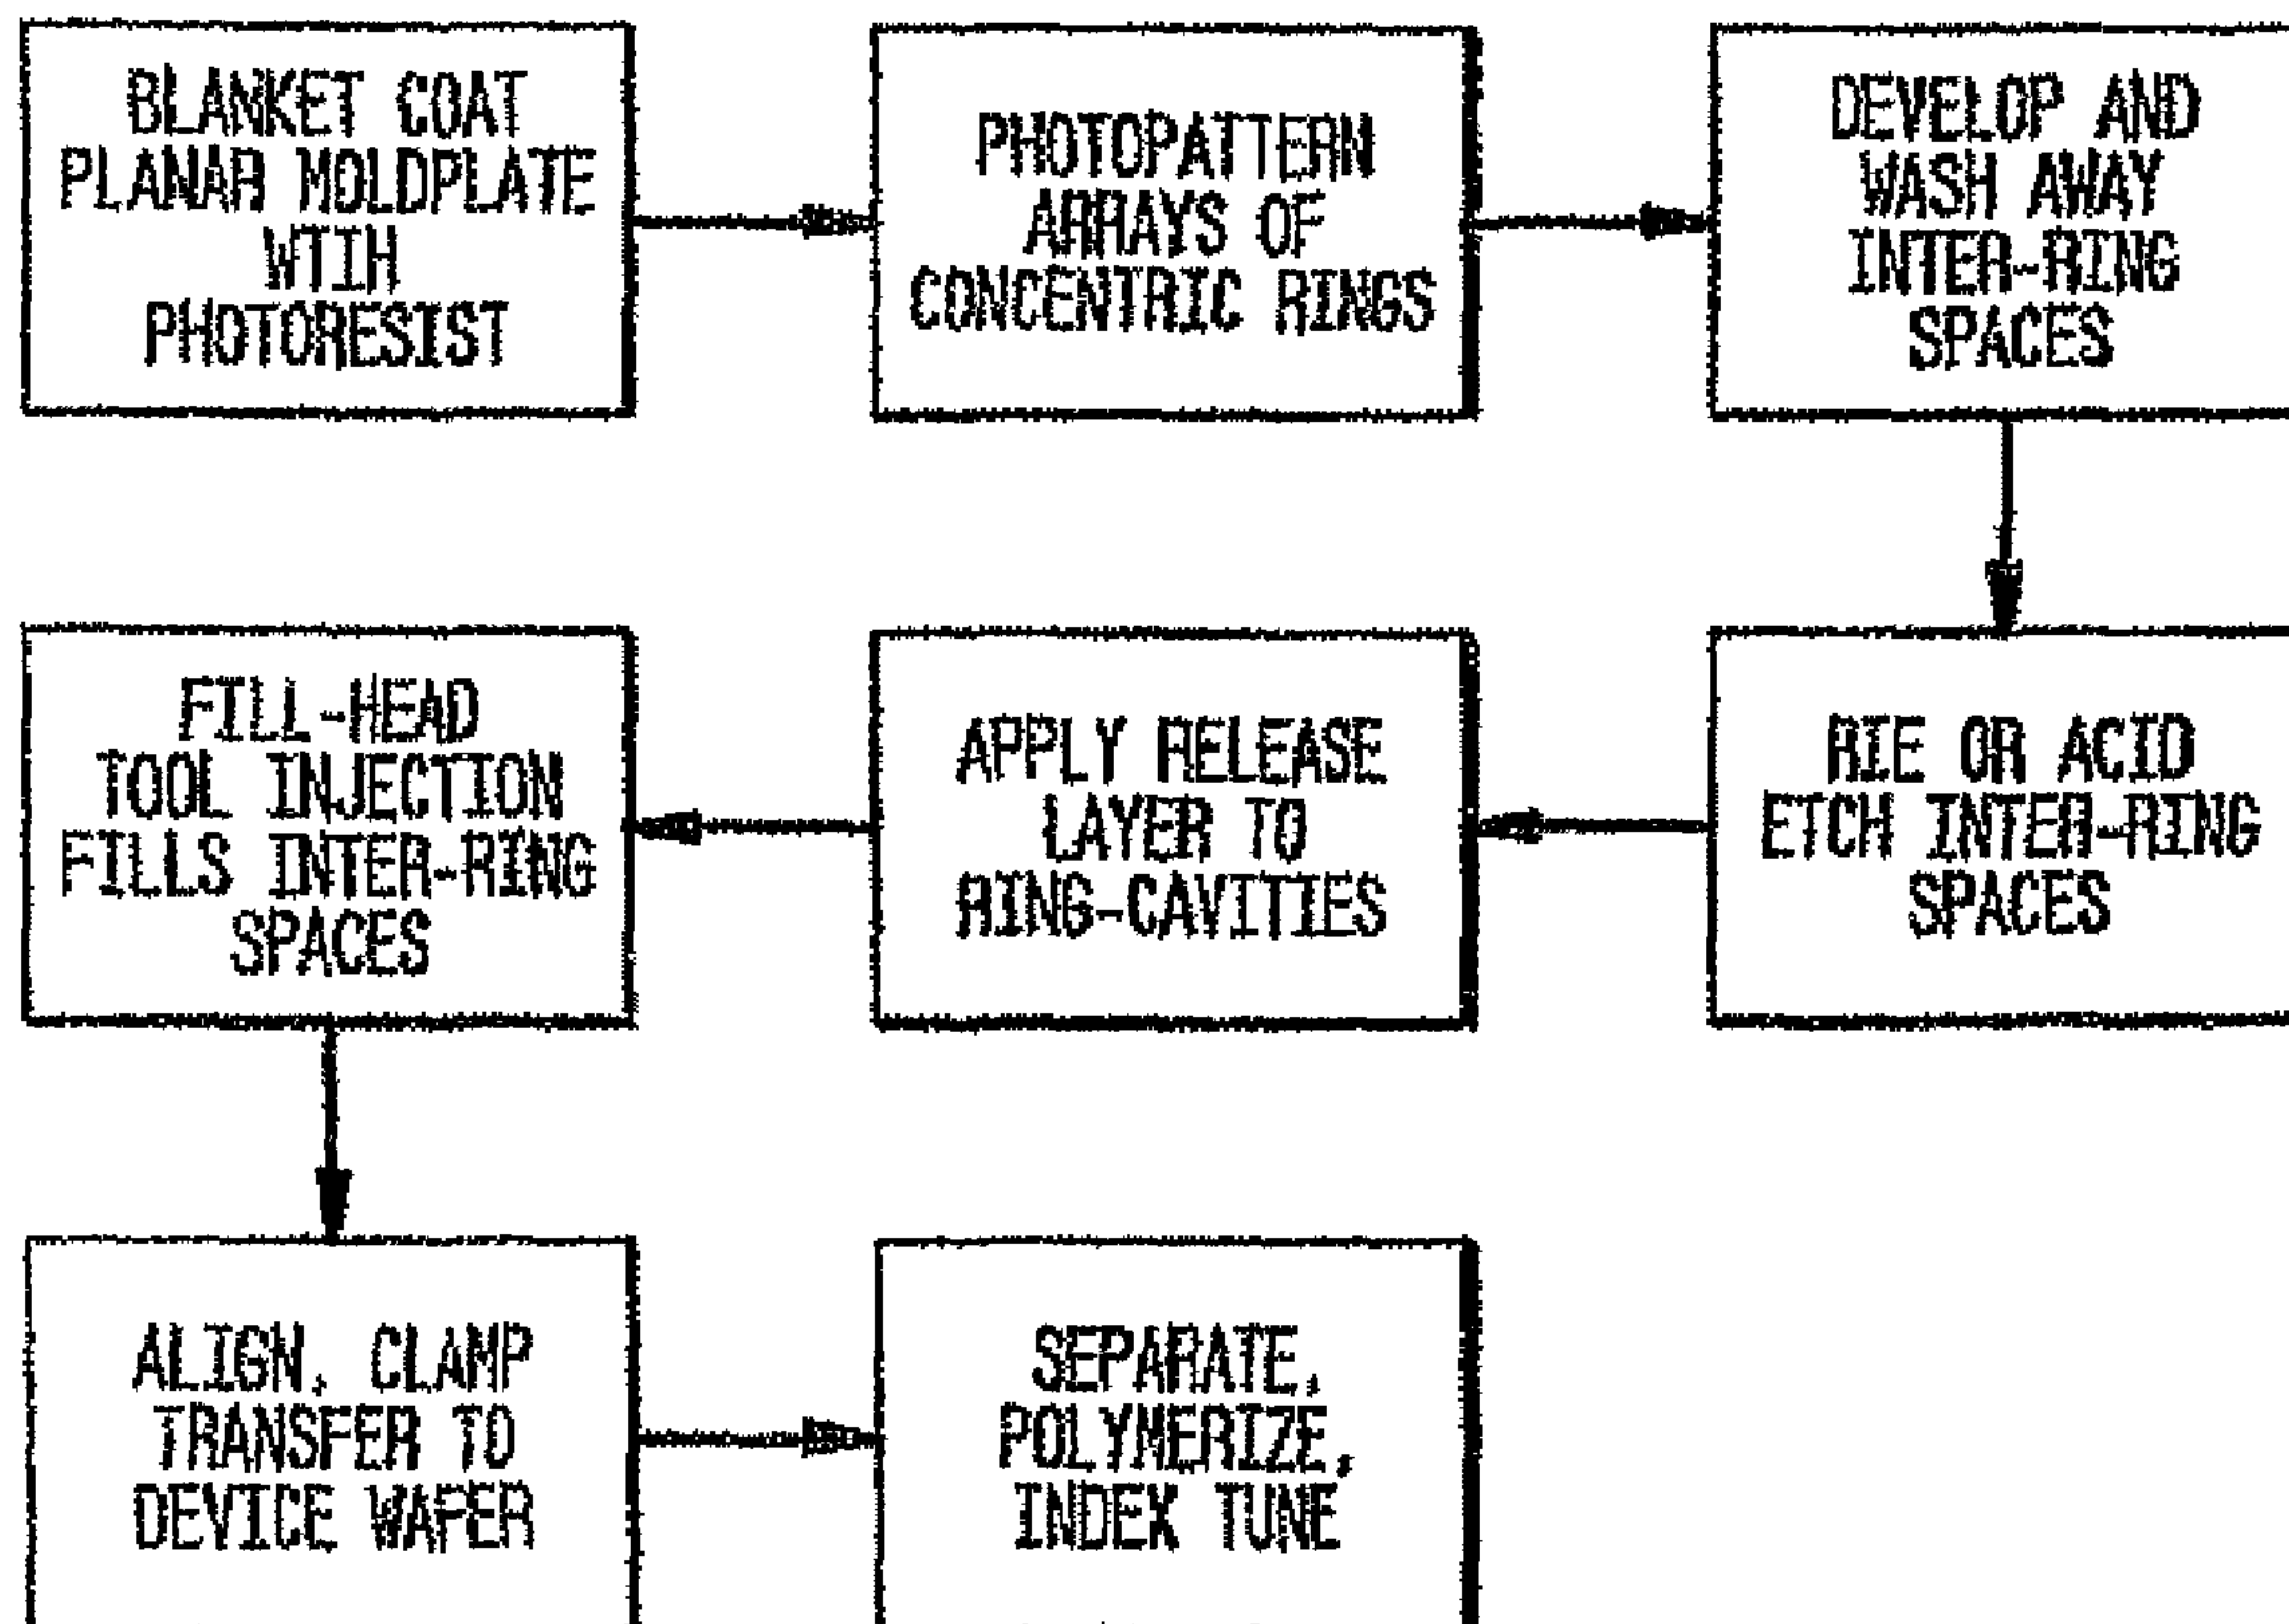 BLANKET COAT
PLANAR MOLDPLATE
WTIH
PHOTORESIST
PHOTOPATTERN
ARRAYS OF
CONCENTRIC RINGS
DEVELOP AND
WASH AWAY
INTER-RING
SPACES
RIE OR ACID
ETCH INTER-RING
SPACES
APPLY RELEASE
LAYER TO
RING-CAVITIES
FILL-HEAD
TOOL INJECTION
FILLS INTER-RING
SPACES
ALIGN, CLAMP
TRANSFER TO
DEVICE WAFER
SEPARATE,
POLYMERIZE,
INDEX TUNE